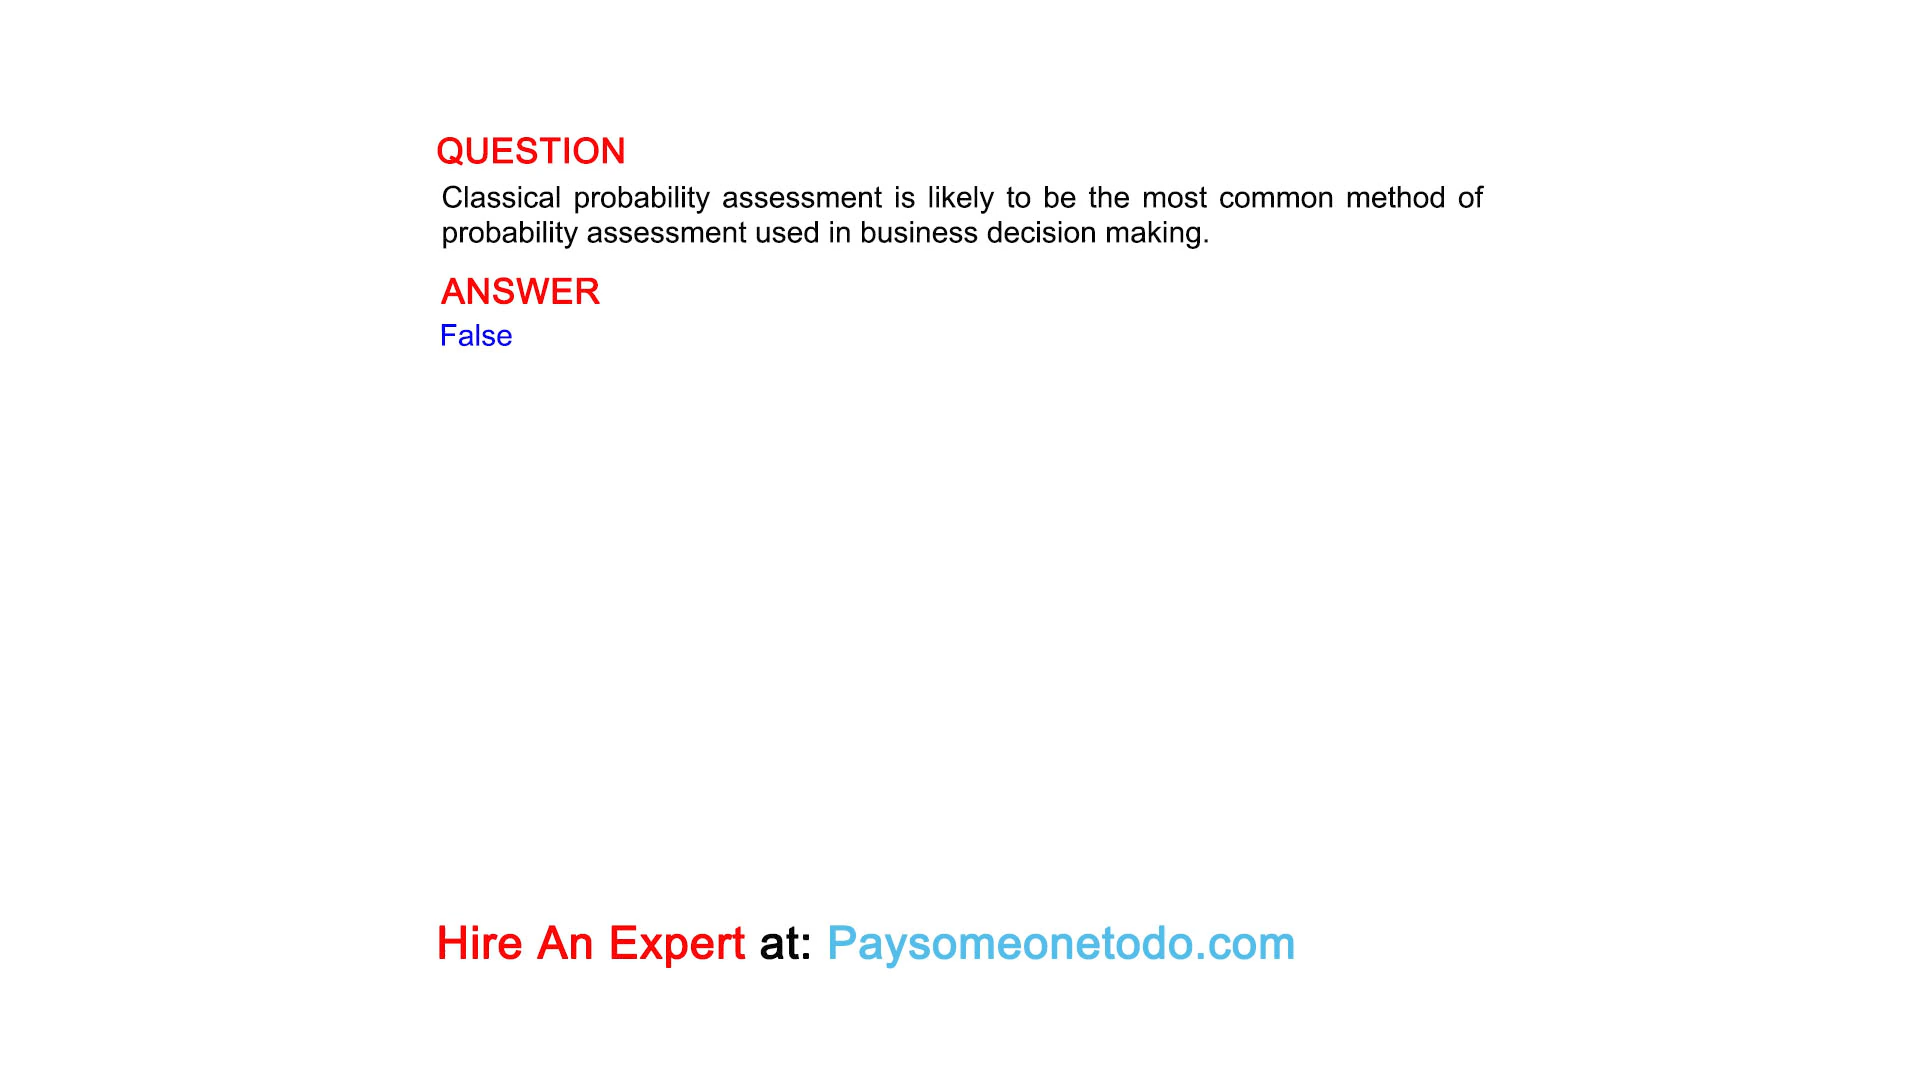 QUESTION
Classical probability assessment is likely to be the most common method of
probability assessment used in business decision making.
ANSWER
False
Hire An Expert at: Paysomeonetodo.com